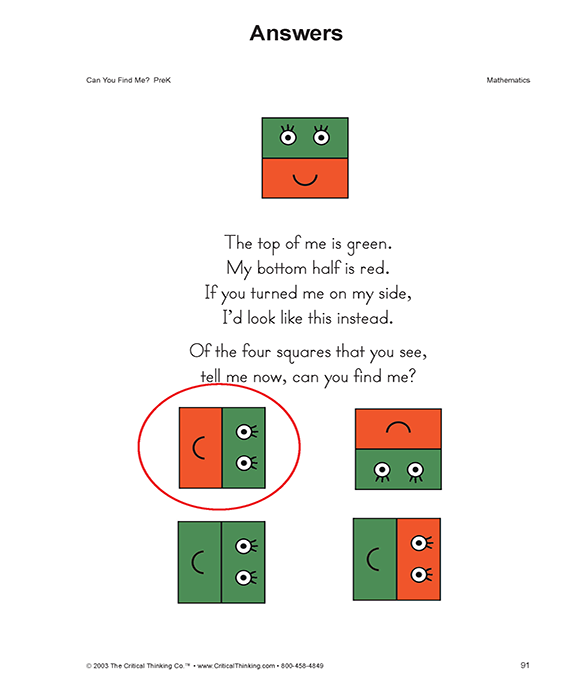 Answers
Can You Find Me?  PreK
Mathematics
The top of me is green.
My bottom half is red.
If you turned me on my side,
I'd look like this instead.
Of the four squares that you see,
tell me now, can you find me?
© 2003 The Critical Thinking Co.™ • www.CriticalThinking.com • 800-458-4849
91